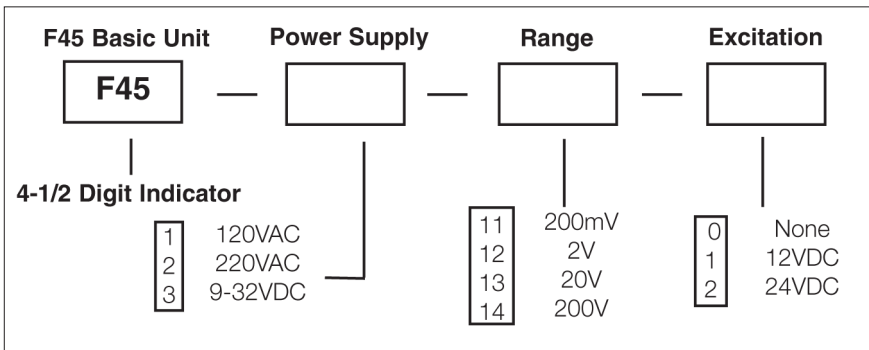 F45 Basic Unit Power Supply Range Excitation
F45
4-1/2 Digit Indicator
1 120VAC
2 220VAC
3 9-32VDC
11 200mV
12 2V
13 20V
14 200V
0 None
1 12VDC
2 24VDC